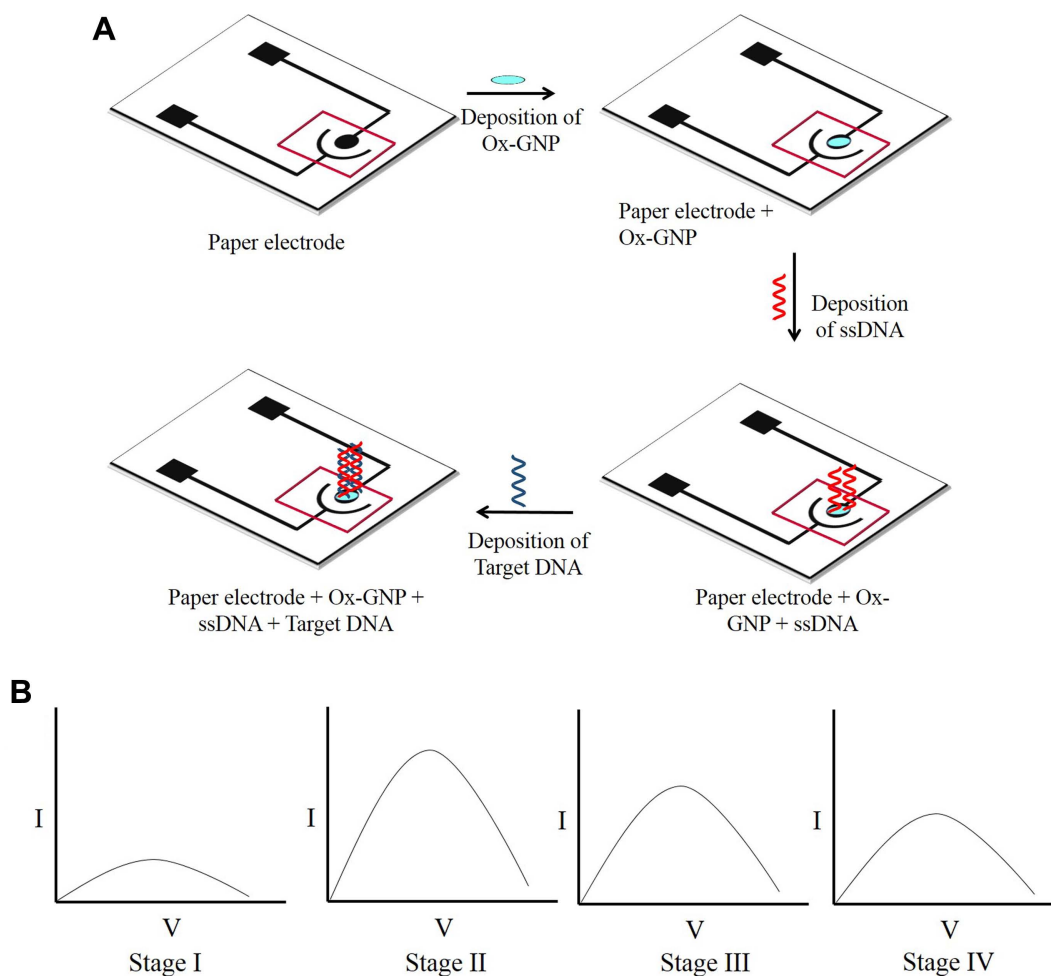 A
Deposition of
Ox-GNP
Paper electrode
Paper electrode +
Ox-GNP
Deposition
of ssDNA
Deposition of
Target DNA
Paper electrode + Ox-GNP +
ssDNA + Target DNA
Paper electrode + Ox-
GNP + ssDNA
B
I
V
Stage I
I
V
Stage II
I
V
Stage III
I
V
Stage IV